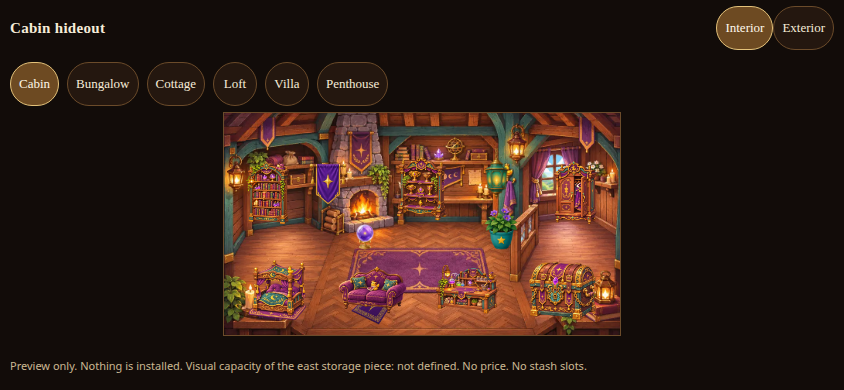 Cabin hideout
Interior
Exterior
Cabin
Bungalow
Cottage
Loft
Villa
Penthouse
Preview only. Nothing is installed. Visual capacity of the east storage piece: not defined. No price. No stash slots.